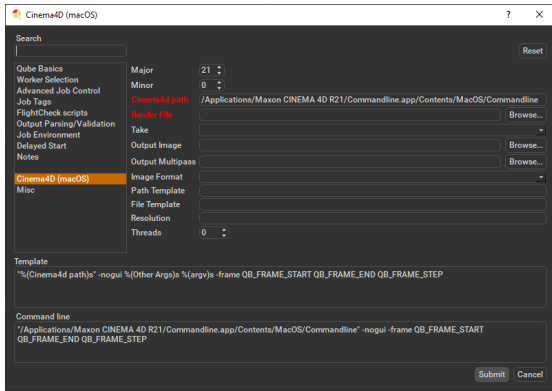 Cinema4D (macOS)
? ×
Search
Reset
Qube Basics
Worker Selection
Advanced Job Control
Job Tags
FlightCheck scripts
Output Parsing/Validation
Job Environment
Delayed Start
Notes
Cinema4D (macOS)
Misc
Major 21
Minor 0
Cinema4d path /Applications/Maxon CINEMA 4D R21/Commandline.app/Contents/MacOS/Commandline
Render File Browse...
Take
Output Image Browse...
Output Multipass Browse...
Image Format
Path Template
File Template
Resolution
Threads 0
Template
"%(Cinema4d path)s" -nogui %(Other Args)s %(argv)s -frame QB_FRAME_START QB_FRAME_END QB_FRAME_STEP
Command line
"/Applications/Maxon CINEMA 4D R21/Commandline.app/Contents/MacOS/Commandline" -nogui -frame QB_FRAME_START
QB_FRAME_END QB_FRAME_STEP
Submit Cancel